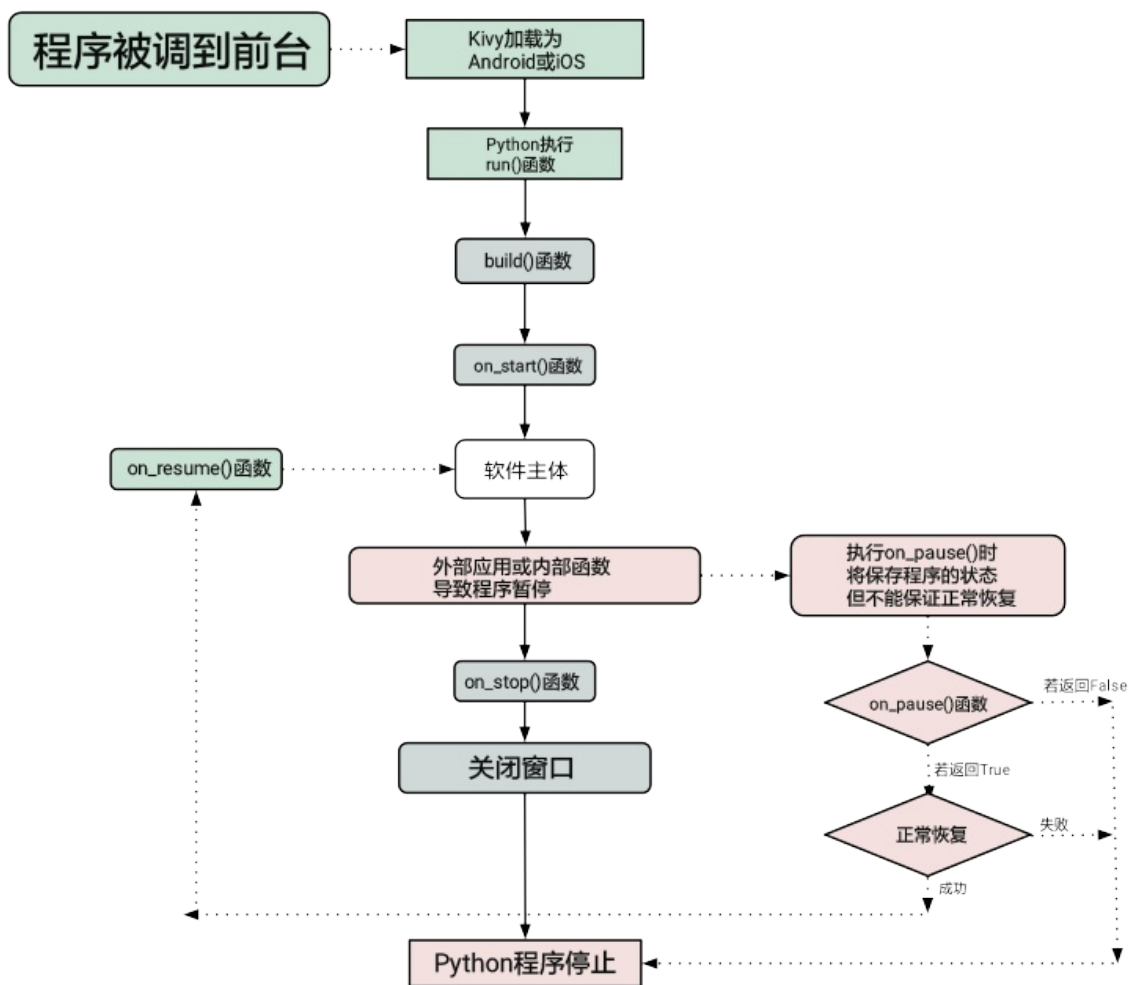 程序被调到前台
Kivy加载为
Android或iOS
Python执行
run()函数
build()函数
on_start()函数
on_resume()函数
软件主体
外部应用或内部函数
导致程序暂停
执行on_pause()时
将保存程序的状态
但不能保证正常恢复
on_stop()函数
on_pause()函数
若返回False
关闭窗口
若返回True
正常恢复
失败
成功
Python程序停止